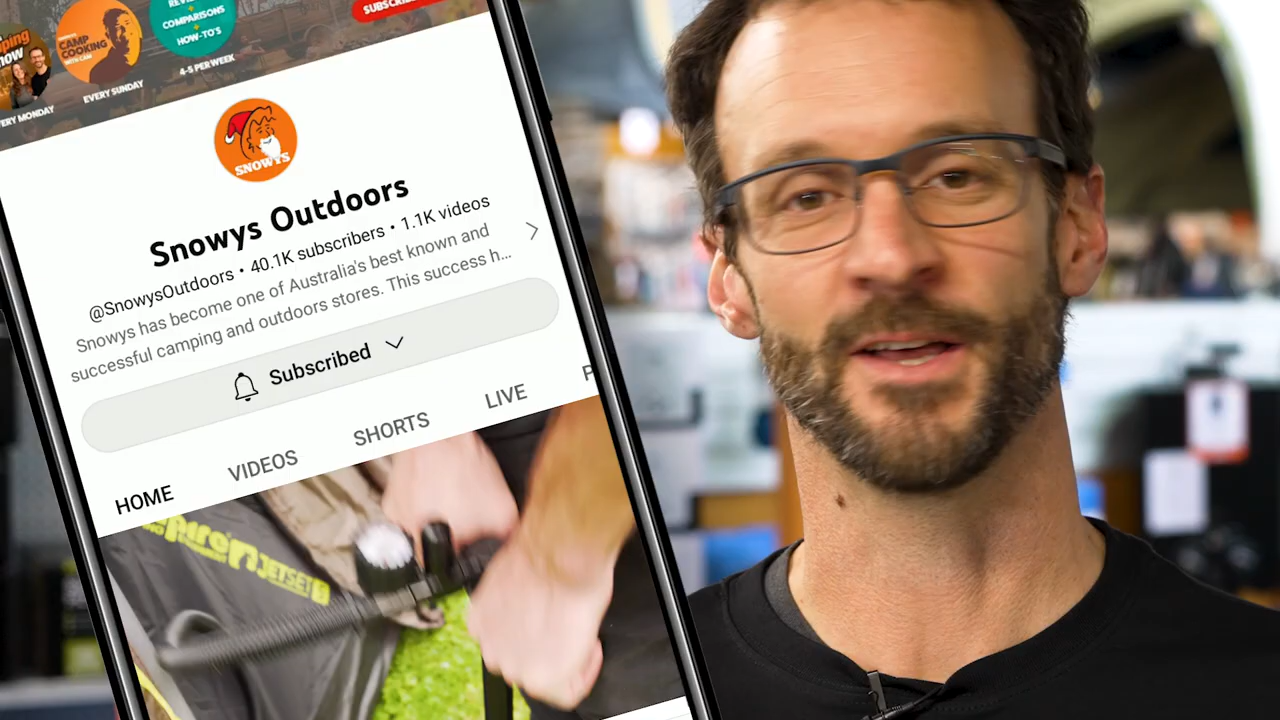 CAMP
COOKING
WITH CAM
COMPARISONS
HOW-TO'S
EVERY SUNDAY
4-5 PER WEEK
SNOWYS
Snowys Outdoors
@SnowysOutdoors • 40.1K subscribers • 1.1K videos
Snowys has become one of Australia's best known and
successful camping and outdoors stores. This success h...
Subscribed
HOME VIDEOS SHORTS LIVE
JETSET